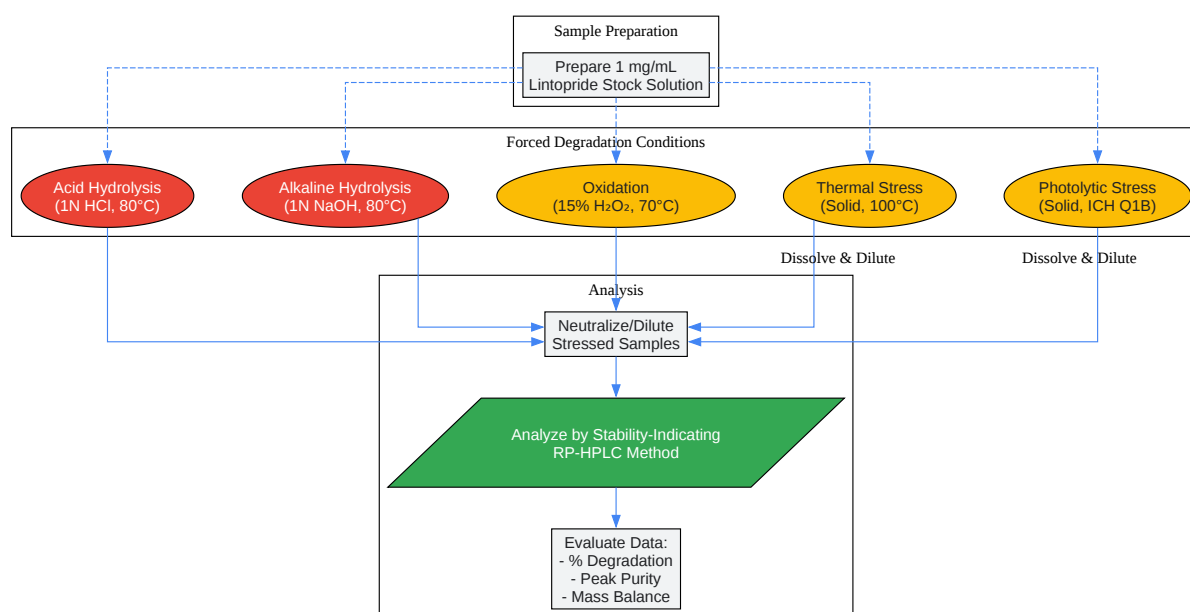 Sample Preparation
Prepare 1 mg/mL
Lintopride Stock Solution
Forced Degradation Conditions
Acid Hydrolysis
(1N HCl, 80°C)
Alkaline Hydrolysis
(1N NaOH, 80°C)
Oxidation
(15% H₂O₂, 70°C)
Thermal Stress
(Solid, 100°C)
Photolytic Stress
(Solid, ICH Q1B)
Dissolve & Dilute
Dissolve & Dilute
Analysis
Neutralize/Dilute
Stressed Samples
Analyze by Stability-Indicating
RP-HPLC Method
Evaluate Data:
- % Degradation
- Peak Purity
- Mass Balance